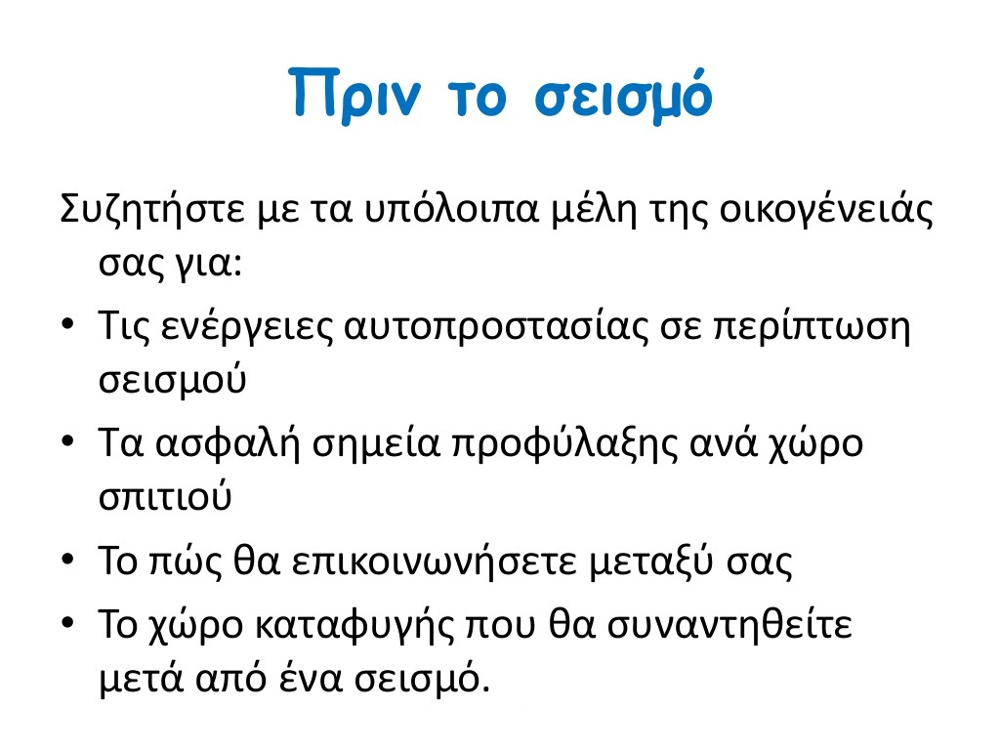 Πριν το σεισμό
Συζητήστε με τα υπόλοιπα μέλη της οικογένειάς
σας για:
• Τις ενέργειες αυτοπροστασίας σε περίπτωση
σεισμού
• Τα ασφαλή σημεία προφύλαξης ανά χώρο
σπιτιού
• Το πώς θα επικοινωνήσετε μεταξύ σας
• Το χώρο καταφυγής που θα συναντηθείτε
μετά από ένα σεισμό.